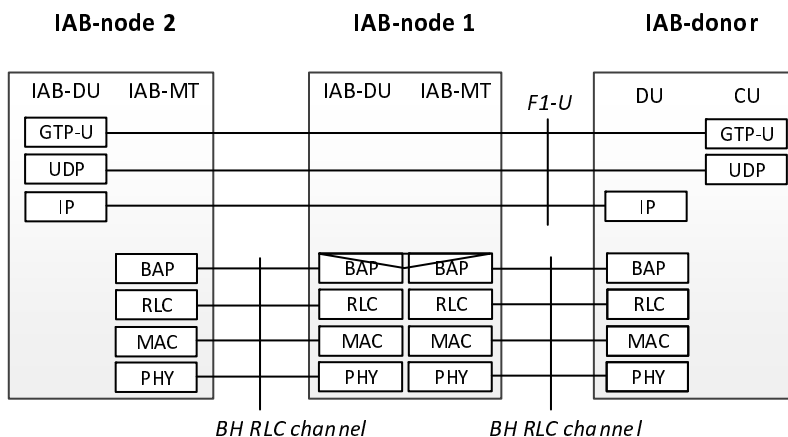 IAB-node 2 IAB-node 1 IAB-donor
IAB-DU IAB-MT IAB-DU IAB-MT F1-U DU CU
GTP-U GTP-U
UDP UDP
IP IP
BAP BAP BAP BAP
RLC RLC RLC RLC
MAC MAC MAC MAC
PHY PHY PHY PHY
BH RLC channel BH RLC channel